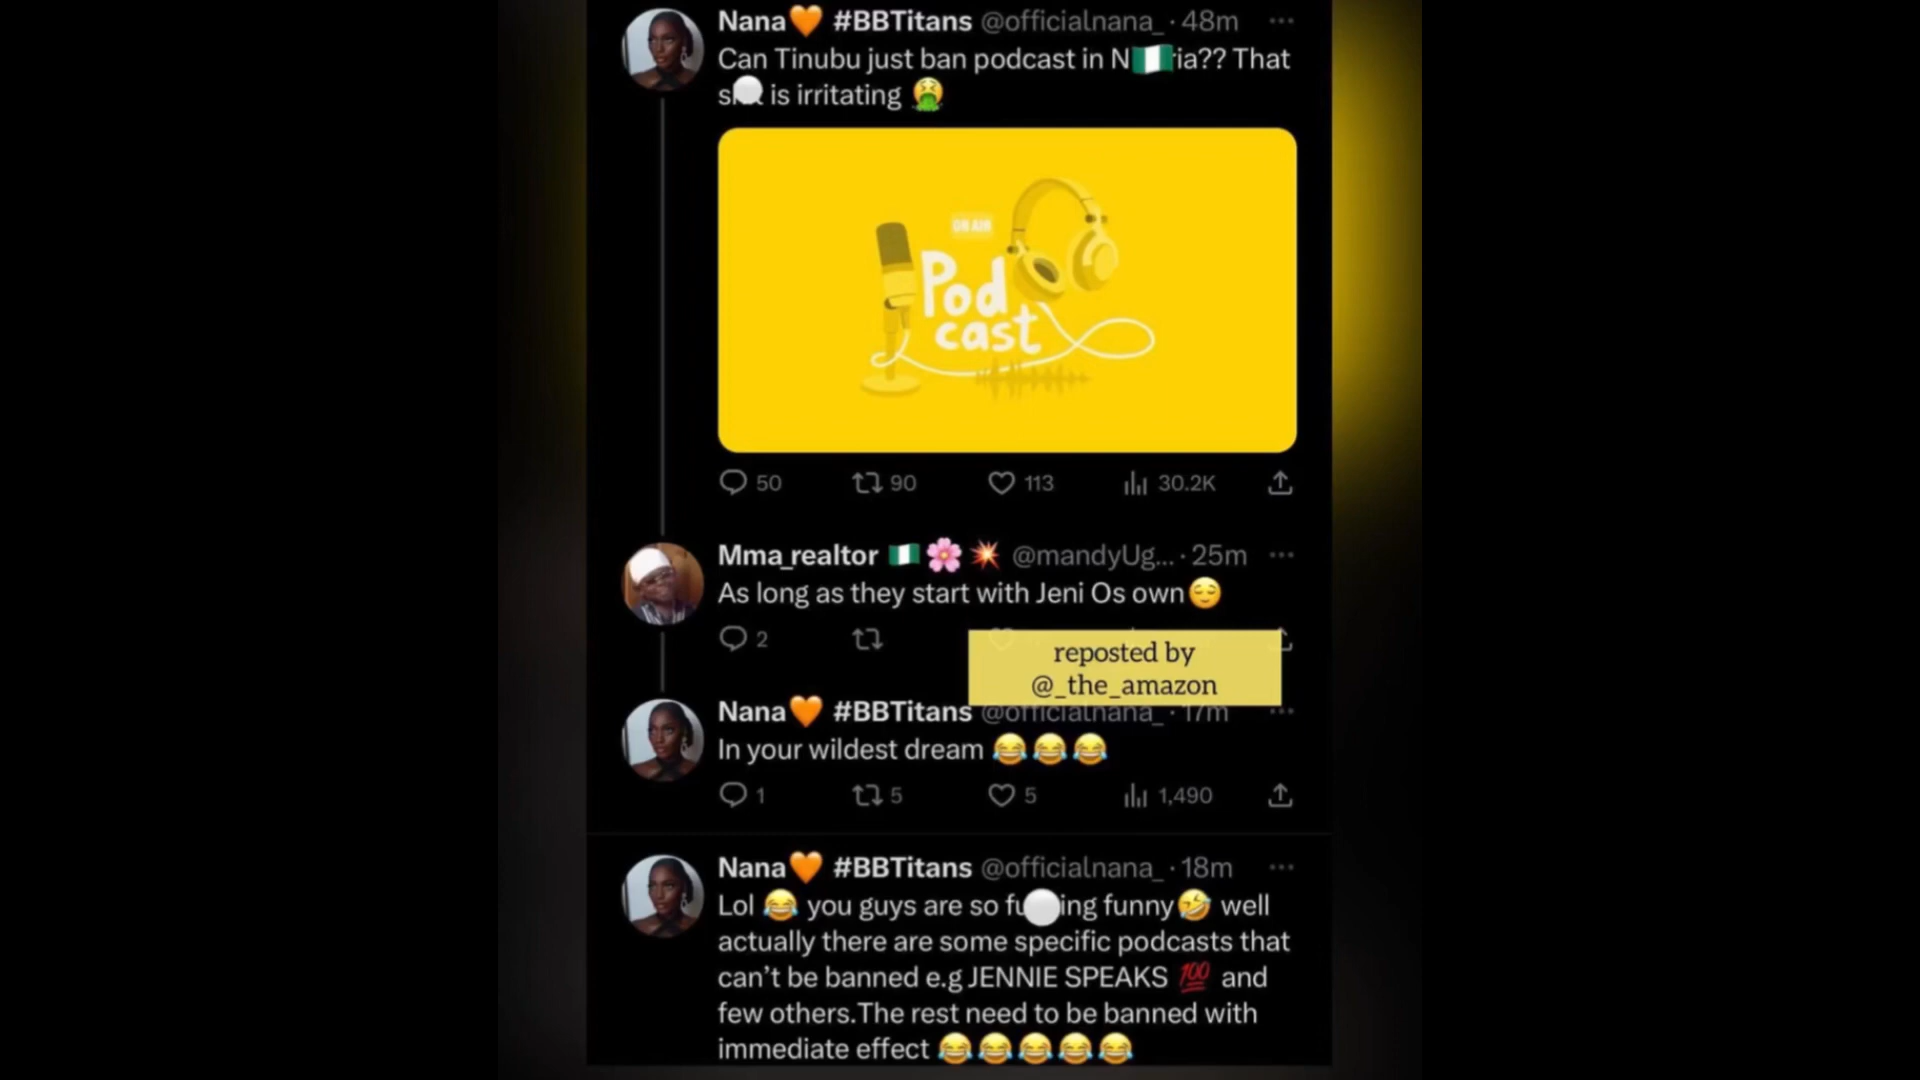 Nana🧡 #BBTitans @officialnana_ · 48m
Can Tinubu just ban podcast in N🇳🇬ria?? That
is irritating 🤮
ON AIR
Pod
cast
50 90 113 30.2K
Mma_realtor 🇳🇬🌸💥 @mandyUg... · 25m
As long as they start with Jeni Os own😌
2
reposted by
@_the_amazon
Nana🧡 #BBTitans @officialnana_ · 17m
In your wildest dream 😂😂😂
1 5 5 1,490
Nana🧡 #BBTitans @officialnana_ · 18m
Lol 😂 you guys are so fu⚪ing funny🤣 well
actually there are some specific podcasts that
can't be banned e.g JENNIE SPEAKS 💯 and
few others.The rest need to be banned with
immediate effect 😂😂😂😂😂